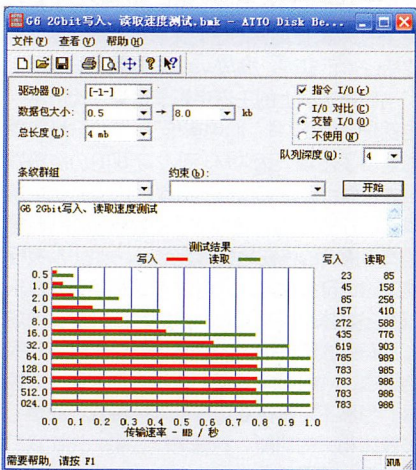 G6 2Gbit写入、读取速度测试.bmk - ATTO Disk Be...
文件(F) 查看(V) 帮助(H)
驱动器(D): [-1-] 指令 I/O(r)
数据包大小: 0.5 → 8.0 kb I/O 对比(C)
交替 I/O(O)
总长度(L): 4 mb 不使用(N)
队列深度(Q): 4
条纹群组 约束(b):
开始
G6 2Gbit写入、读取速度测试
测试结果
写入 读取 写入 读取
0.5 23 85
1.0 45 158
2.0 85 256
4.0 157 410
8.0 272 588
16.0 435 776
32.0 619 903
64.0 785 989
128.0 783 985
256.0 783 986
512.0 783 986
024.0 783 986
0.0 0.1 0.2 0.3 0.4 0.5 0.6 0.7 0.8 0.9 1.0
传输速率 - MB / 秒
需要帮助, 请按 F1 NUM